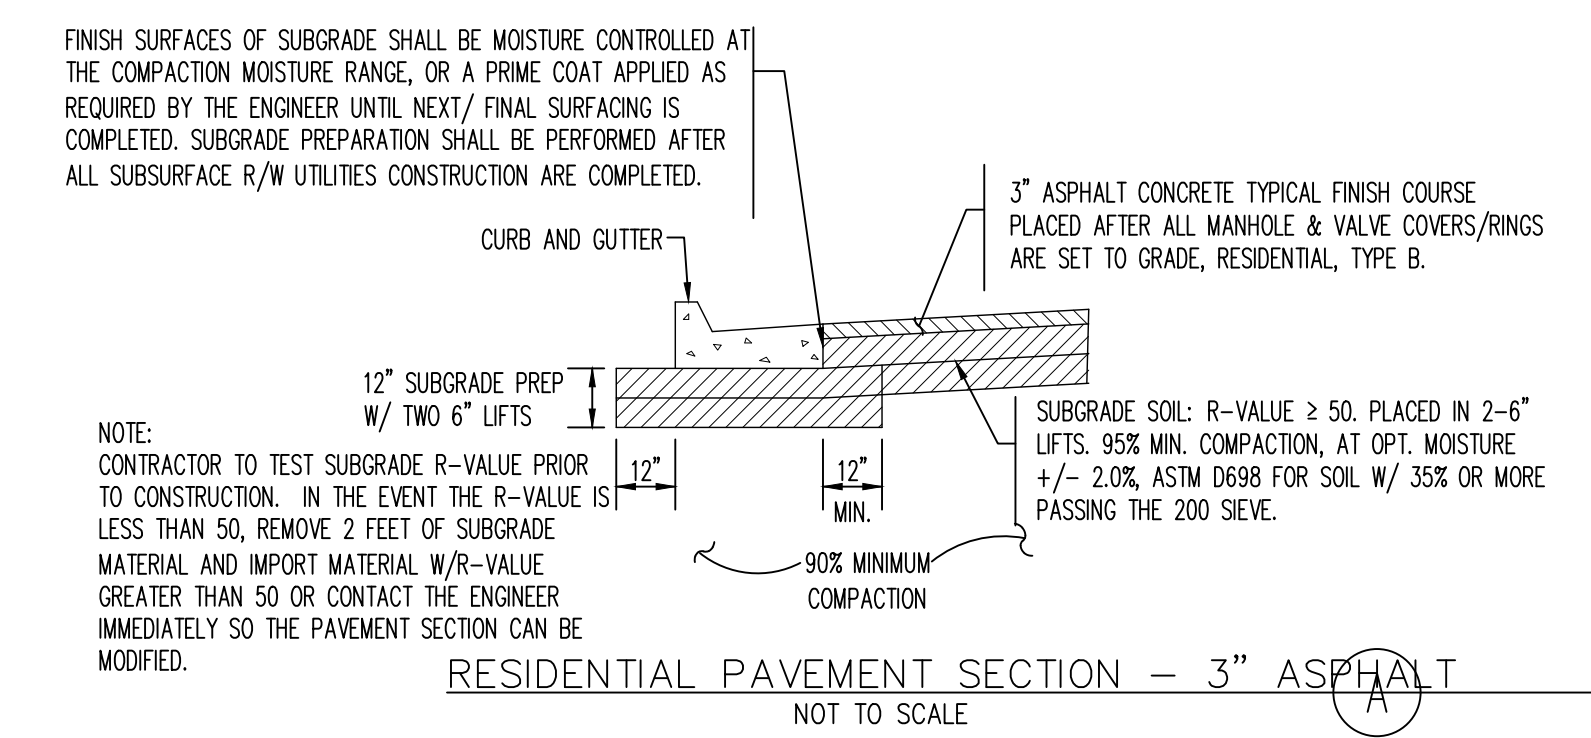 FINISH SURFACES OF SUBGRADE SHALL BE MOISTURE CONTROLLED AT
THE COMPACTION MOISTURE RANGE, OR A PRIME COAT APPLIED AS
REQUIRED BY THE ENGINEER UNTIL NEXT/ FINAL SURFACING IS
COMPLETED. SUBGRADE PREPARATION SHALL BE PERFORMED AFTER
ALL SUBSURFACE R/W UTILITIES CONSTRUCTION ARE COMPLETED.
3" ASPHALT CONCRETE TYPICAL FINISH COURSE
PLACED AFTER ALL MANHOLE & VALVE COVERS/RINGS
ARE SET TO GRADE, RESIDENTIAL, TYPE B.
CURB AND GUTTER
12" SUBGRADE PREP
W/ TWO 6" LIFTS
SUBGRADE SOIL: R-VALUE ≥ 50. PLACED IN 2-6"
LIFTS. 95% MIN. COMPACTION, AT OPT. MOISTURE
+/- 2.0%, ASTM D698 FOR SOIL W/ 35% OR MORE
PASSING THE 200 SIEVE.
NOTE:
CONTRACTOR TO TEST SUBGRADE R-VALUE PRIOR
TO CONSTRUCTION.  IN THE EVENT THE R-VALUE IS
LESS THAN 50, REMOVE 2 FEET OF SUBGRADE
MATERIAL AND IMPORT MATERIAL W/R-VALUE
GREATER THAN 50 OR CONTACT THE ENGINEER
IMMEDIATELY SO THE PAVEMENT SECTION CAN BE
MODIFIED.
12"
12"
MIN.
90% MINIMUM
COMPACTION
RESIDENTIAL PAVEMENT SECTION - 3" ASPHALT
A
NOT TO SCALE